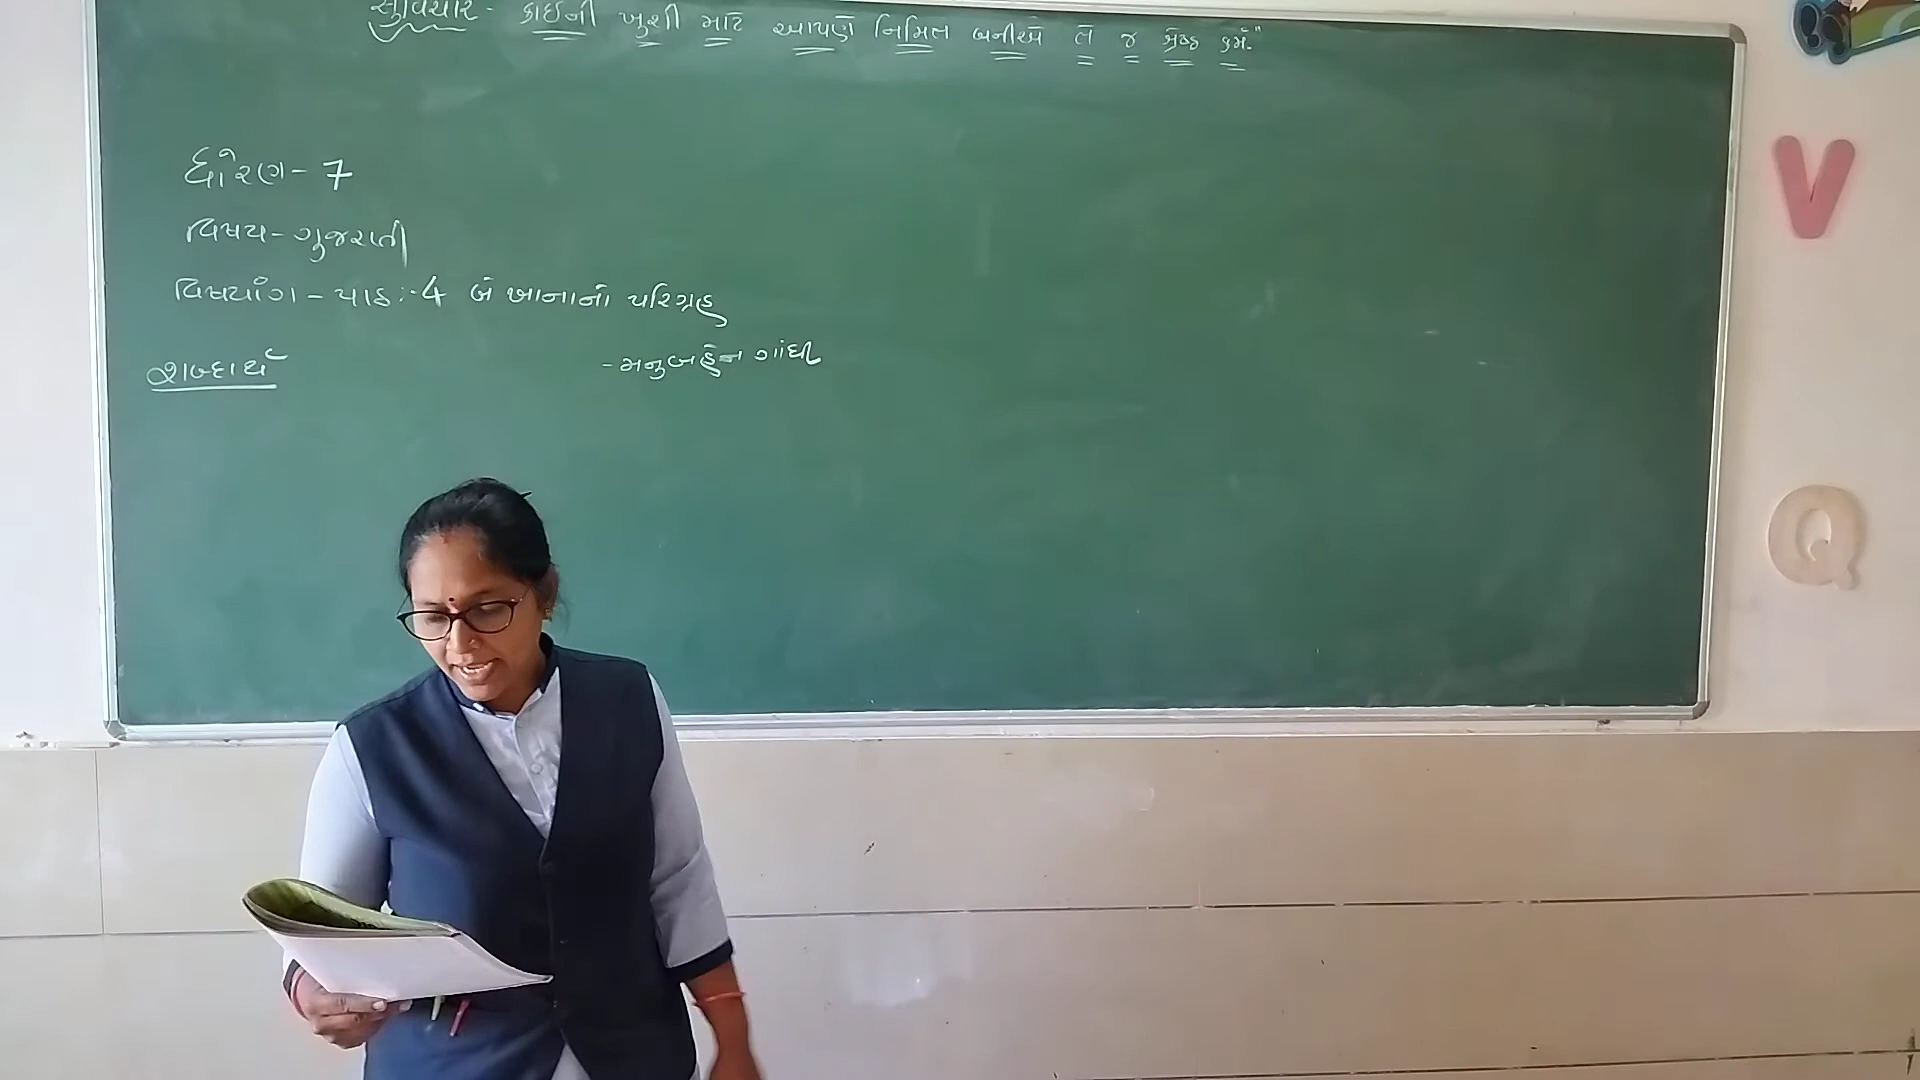 સુવિચાર - કોઈની ખુશી માટે આપણે નિમિત બનીએ તે જ શ્રેષ્ઠ કર્મ."
ધોરણ - 7
વિષય - ગુજરાતી
વિષયાંગ - પાઠ :- 4 બે આનાનો પરિગ્રહ
- મનુબહેન ગાંધી
શબ્દાર્થ
V
Q